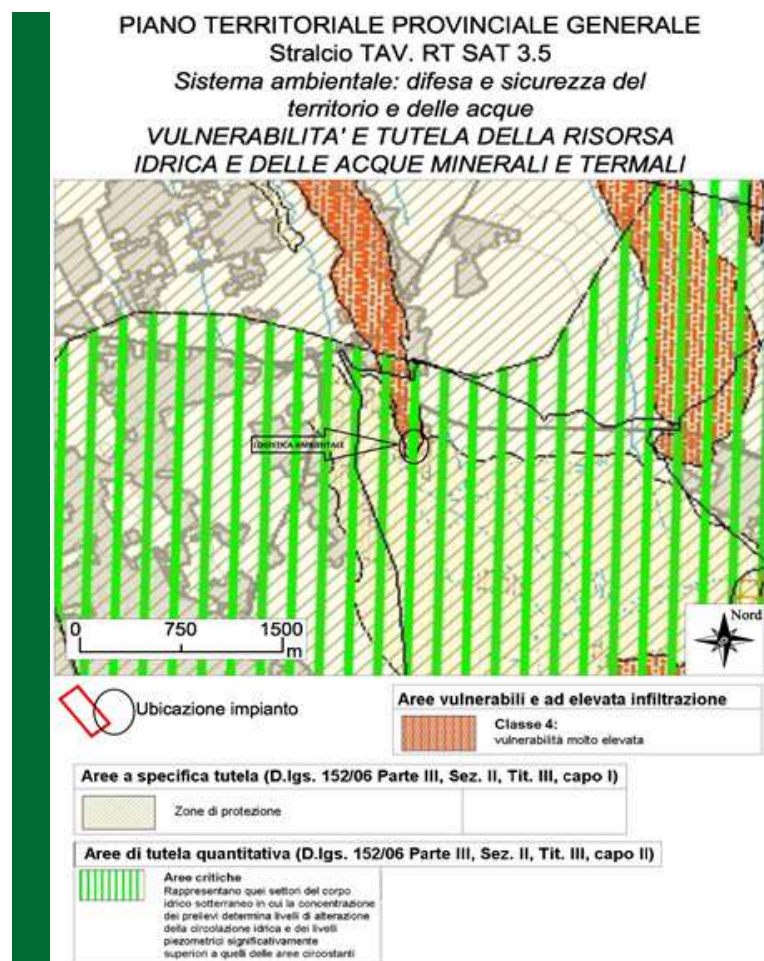 PIANO TERRITORIALE PROVINCIALE GENERALE
Stralcio TAV. RT SAT 3.5
Sistema ambientale: difesa e sicurezza del
territorio e delle acque
VULNERABILITA' E TUTELA DELLA RISORSA
IDRICA E DELLE ACQUE MINERALI E TERMALI
LOGISTICA AMBIENTALE
0 750 1500
m
Nord
Ubicazione impianto
Aree vulnerabili e ad elevata infiltrazione
Classe 4:
vulnerabilità molto elevata
Aree a specifica tutela (D.lgs. 152/06 Parte III, Sez. II, Tit. III, capo I)
Zone di protezione
Aree di tutela quantitativa (D.lgs. 152/06 Parte III, Sez. II, Tit. III, capo II)
Aree critiche
Rappresentano quei settori del corpo
idrico sotterraneo in cui la concentrazione
dei prelievi determina livelli di alterazione
della circolazione idrica e dei livelli
piezometrici significativamente
superiori a quelli delle aree circostanti